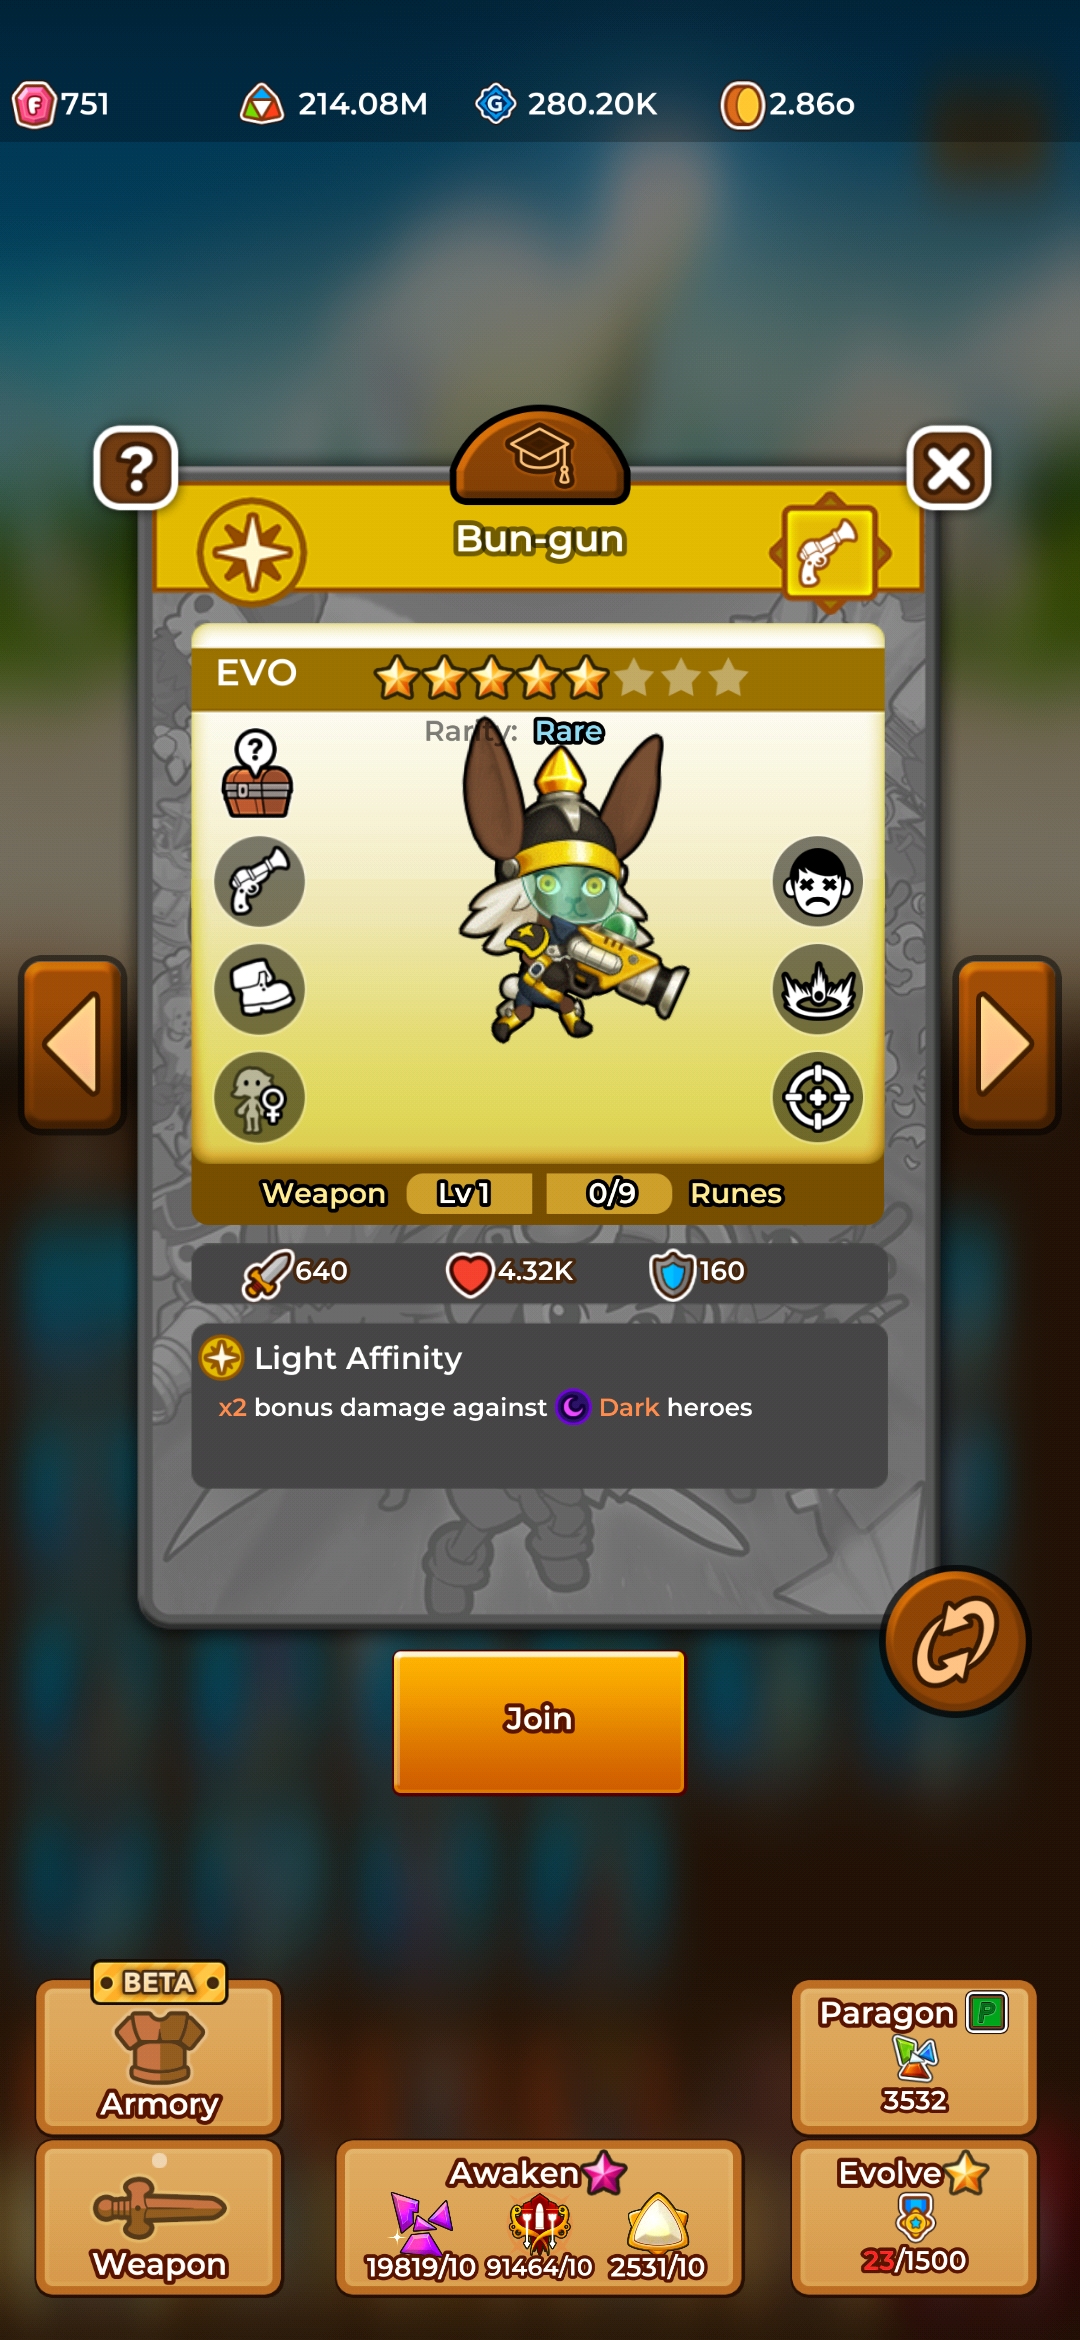 751 214.08M 280.20K 2.86o
?
Bun-gun
EVO
Rarity: Rare
?
Weapon Lv 1 0/9 Runes
640 4.32K 160
Light Affinity
x2 bonus damage against Dark heroes
Join
BETA
Armory
Paragon P
3532
Weapon
Awaken
19819/10 91464/10 2531/10
Evolve
23/1500